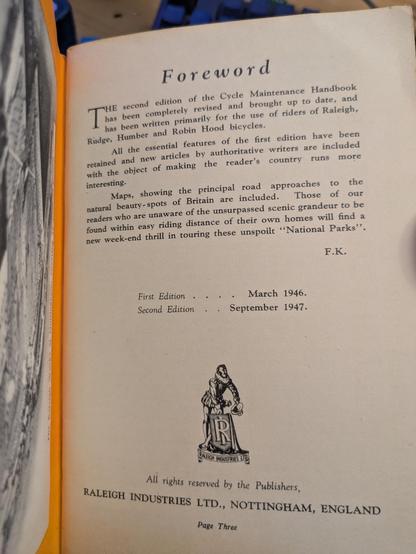 Foreword
THE second edition of the Cycle Maintenance Handbook
has been completely revised and brought up to date, and
has been written primarily for the use of riders of Raleigh,
Rudge, Humber and Robin Hood bicycles.
All the essential features of the first edition have been
retained and new articles by authoritative writers are included
with the object of making the reader's country runs more
interesting.
Maps, showing the principal road approaches to the
natural beauty-spots of Britain are included. Those of our
readers who are unaware of the unsurpassed scenic grandeur to be
found within easy riding distance of their own homes will find a
new week-end thrill in touring these unspoilt "National Parks".
F.K.
First Edition . . . . March 1946.
Second Edition . . September 1947.
R
RALEIGH INDUSTRIES LTD.
All rights reserved by the Publishers,
RALEIGH INDUSTRIES LTD., NOTTINGHAM, ENGLAND
Page Three